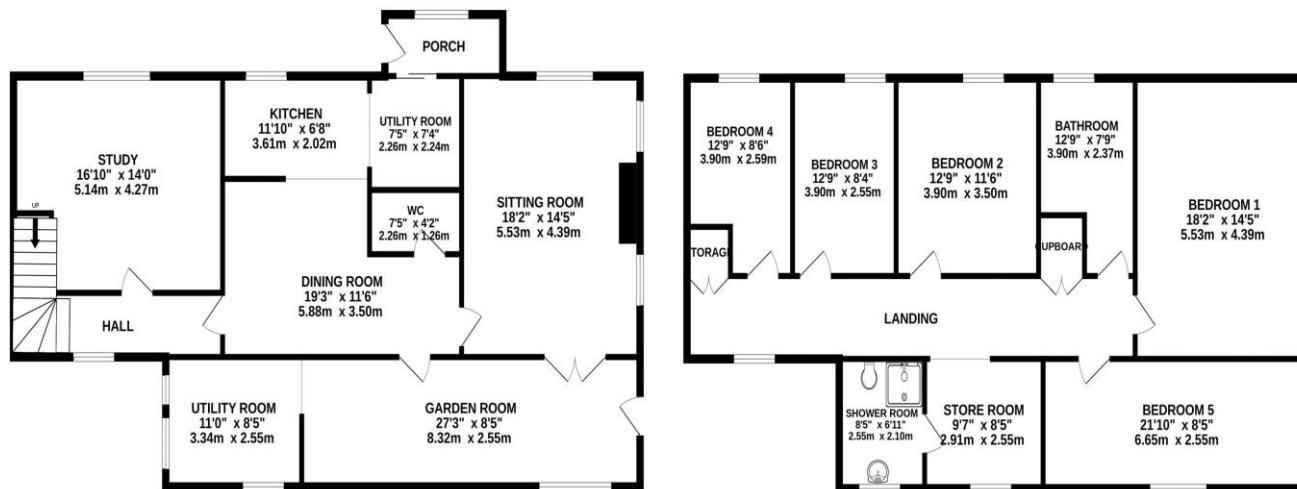 PORCH
KITCHEN
11'10" x 6'8"
3.61m x 2.02m
UTILITY ROOM
7'5" x 7'4"
2.26m x 2.24m
STUDY
16'10" x 14'0"
5.14m x 4.27m
UP
SITTING ROOM
18'2" x 14'5"
5.53m x 4.39m
WC
7'5" x 4'2"
2.26m x 1.26m
DINING ROOM
19'3" x 11'6"
5.88m x 3.50m
HALL
UTILITY ROOM
11'0" x 8'5"
3.34m x 2.55m
GARDEN ROOM
27'3" x 8'5"
8.32m x 2.55m
BEDROOM 4
12'9" x 8'6"
3.90m x 2.59m
BEDROOM 3
12'9" x 8'4"
3.90m x 2.55m
BEDROOM 2
12'9" x 11'6"
3.90m x 3.50m
BATHROOM
12'9" x 7'9"
3.90m x 2.37m
BEDROOM 1
18'2" x 14'5"
5.53m x 4.39m
TORAG
UPBOARD
LANDING
SHOWER ROOM
8'5" x 6'11"
2.55m x 2.10m
STORE ROOM
9'7" x 8'5"
2.91m x 2.55m
BEDROOM 5
21'10" x 8'5"
6.65m x 2.55m